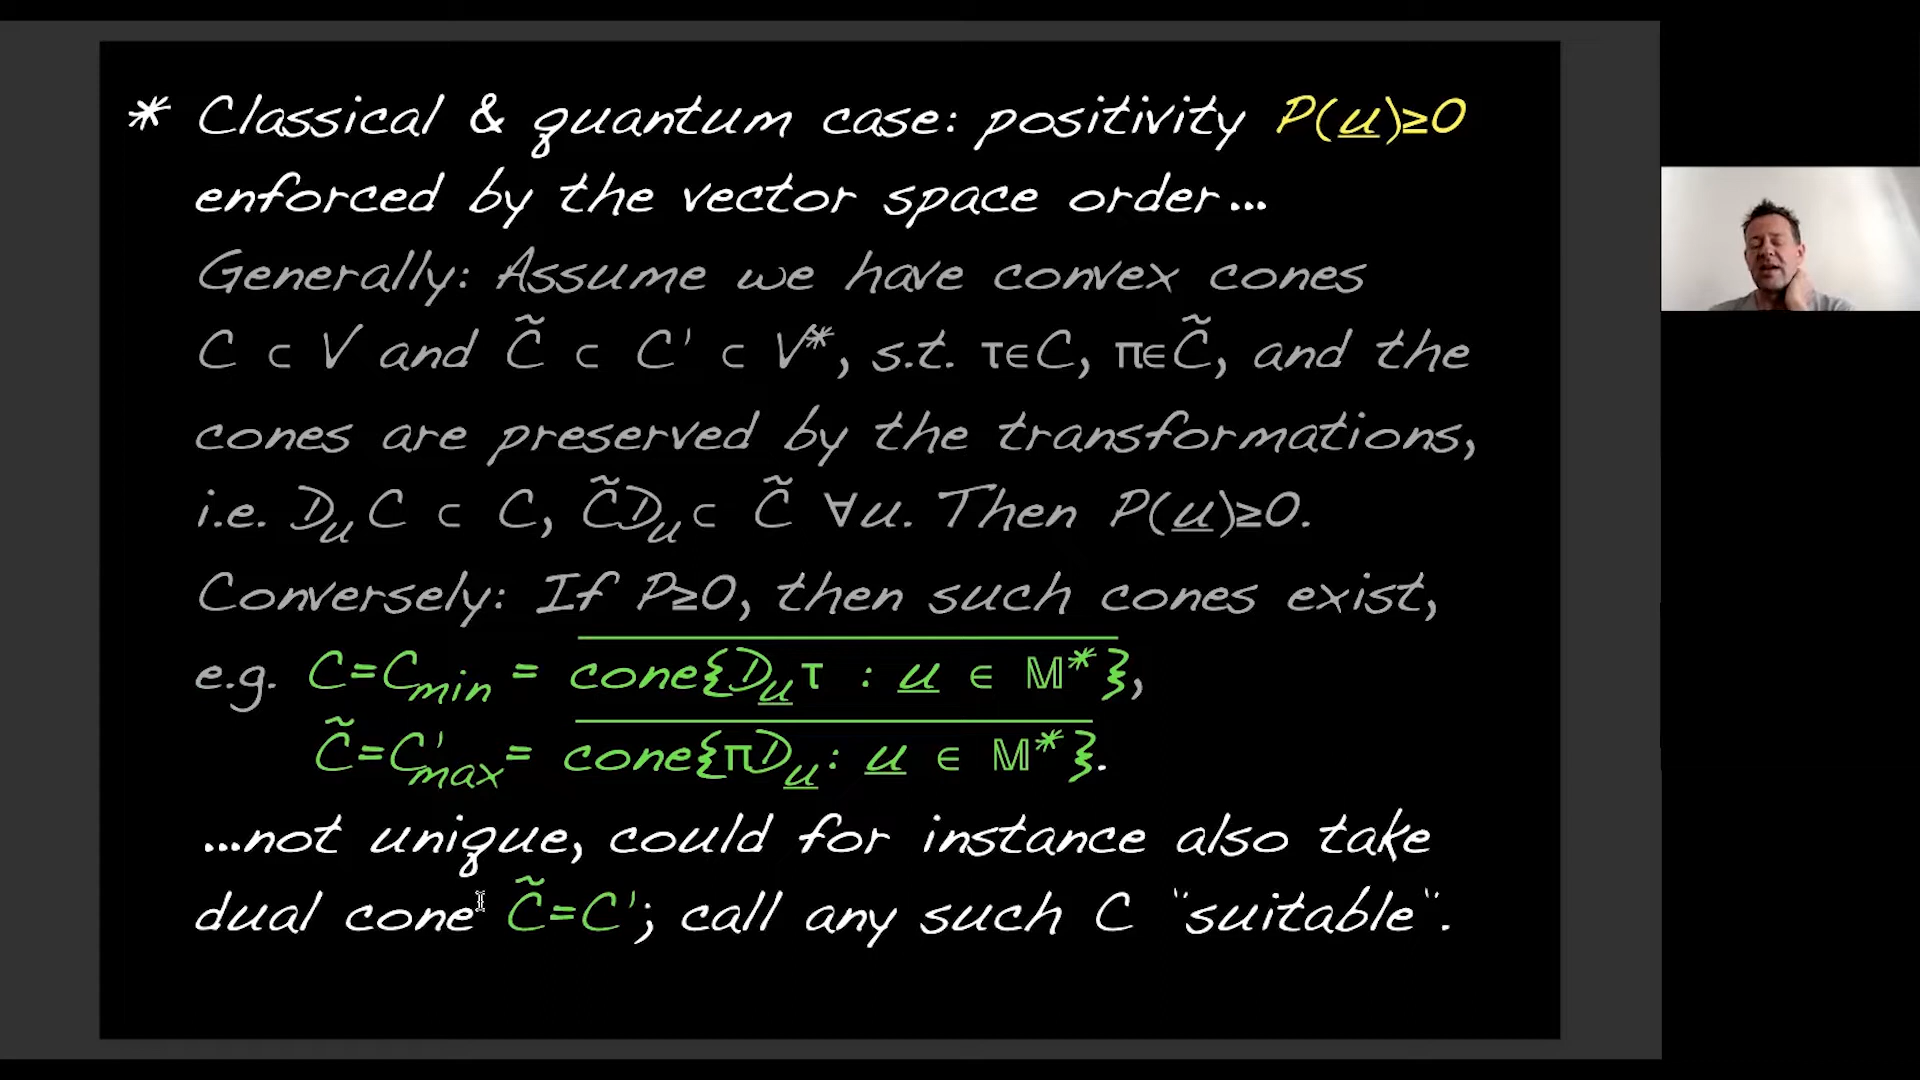 * Classical & quantum case: positivity P(u)≥0
enforced by the vector space order...
Generally: Assume we have convex cones
C ⊂ V and C̃ ⊂ C' ⊂ V*, s.t. τ∈C, π∈C̃, and the
cones are preserved by the transformations,
i.e. D_u C ⊂ C, C̃D_u ⊂ C̃ ∀u. Then P(u)≥0.
Conversely: If P≥0, then such cones exist,
e.g. C=C_min = cone{D_u τ : u ∈ 𝕄*},
C̃=C'_max = cone{πD_u : u ∈ 𝕄*}.
...not unique, could for instance also take
dual cone C̃=C'; call any such C "suitable".